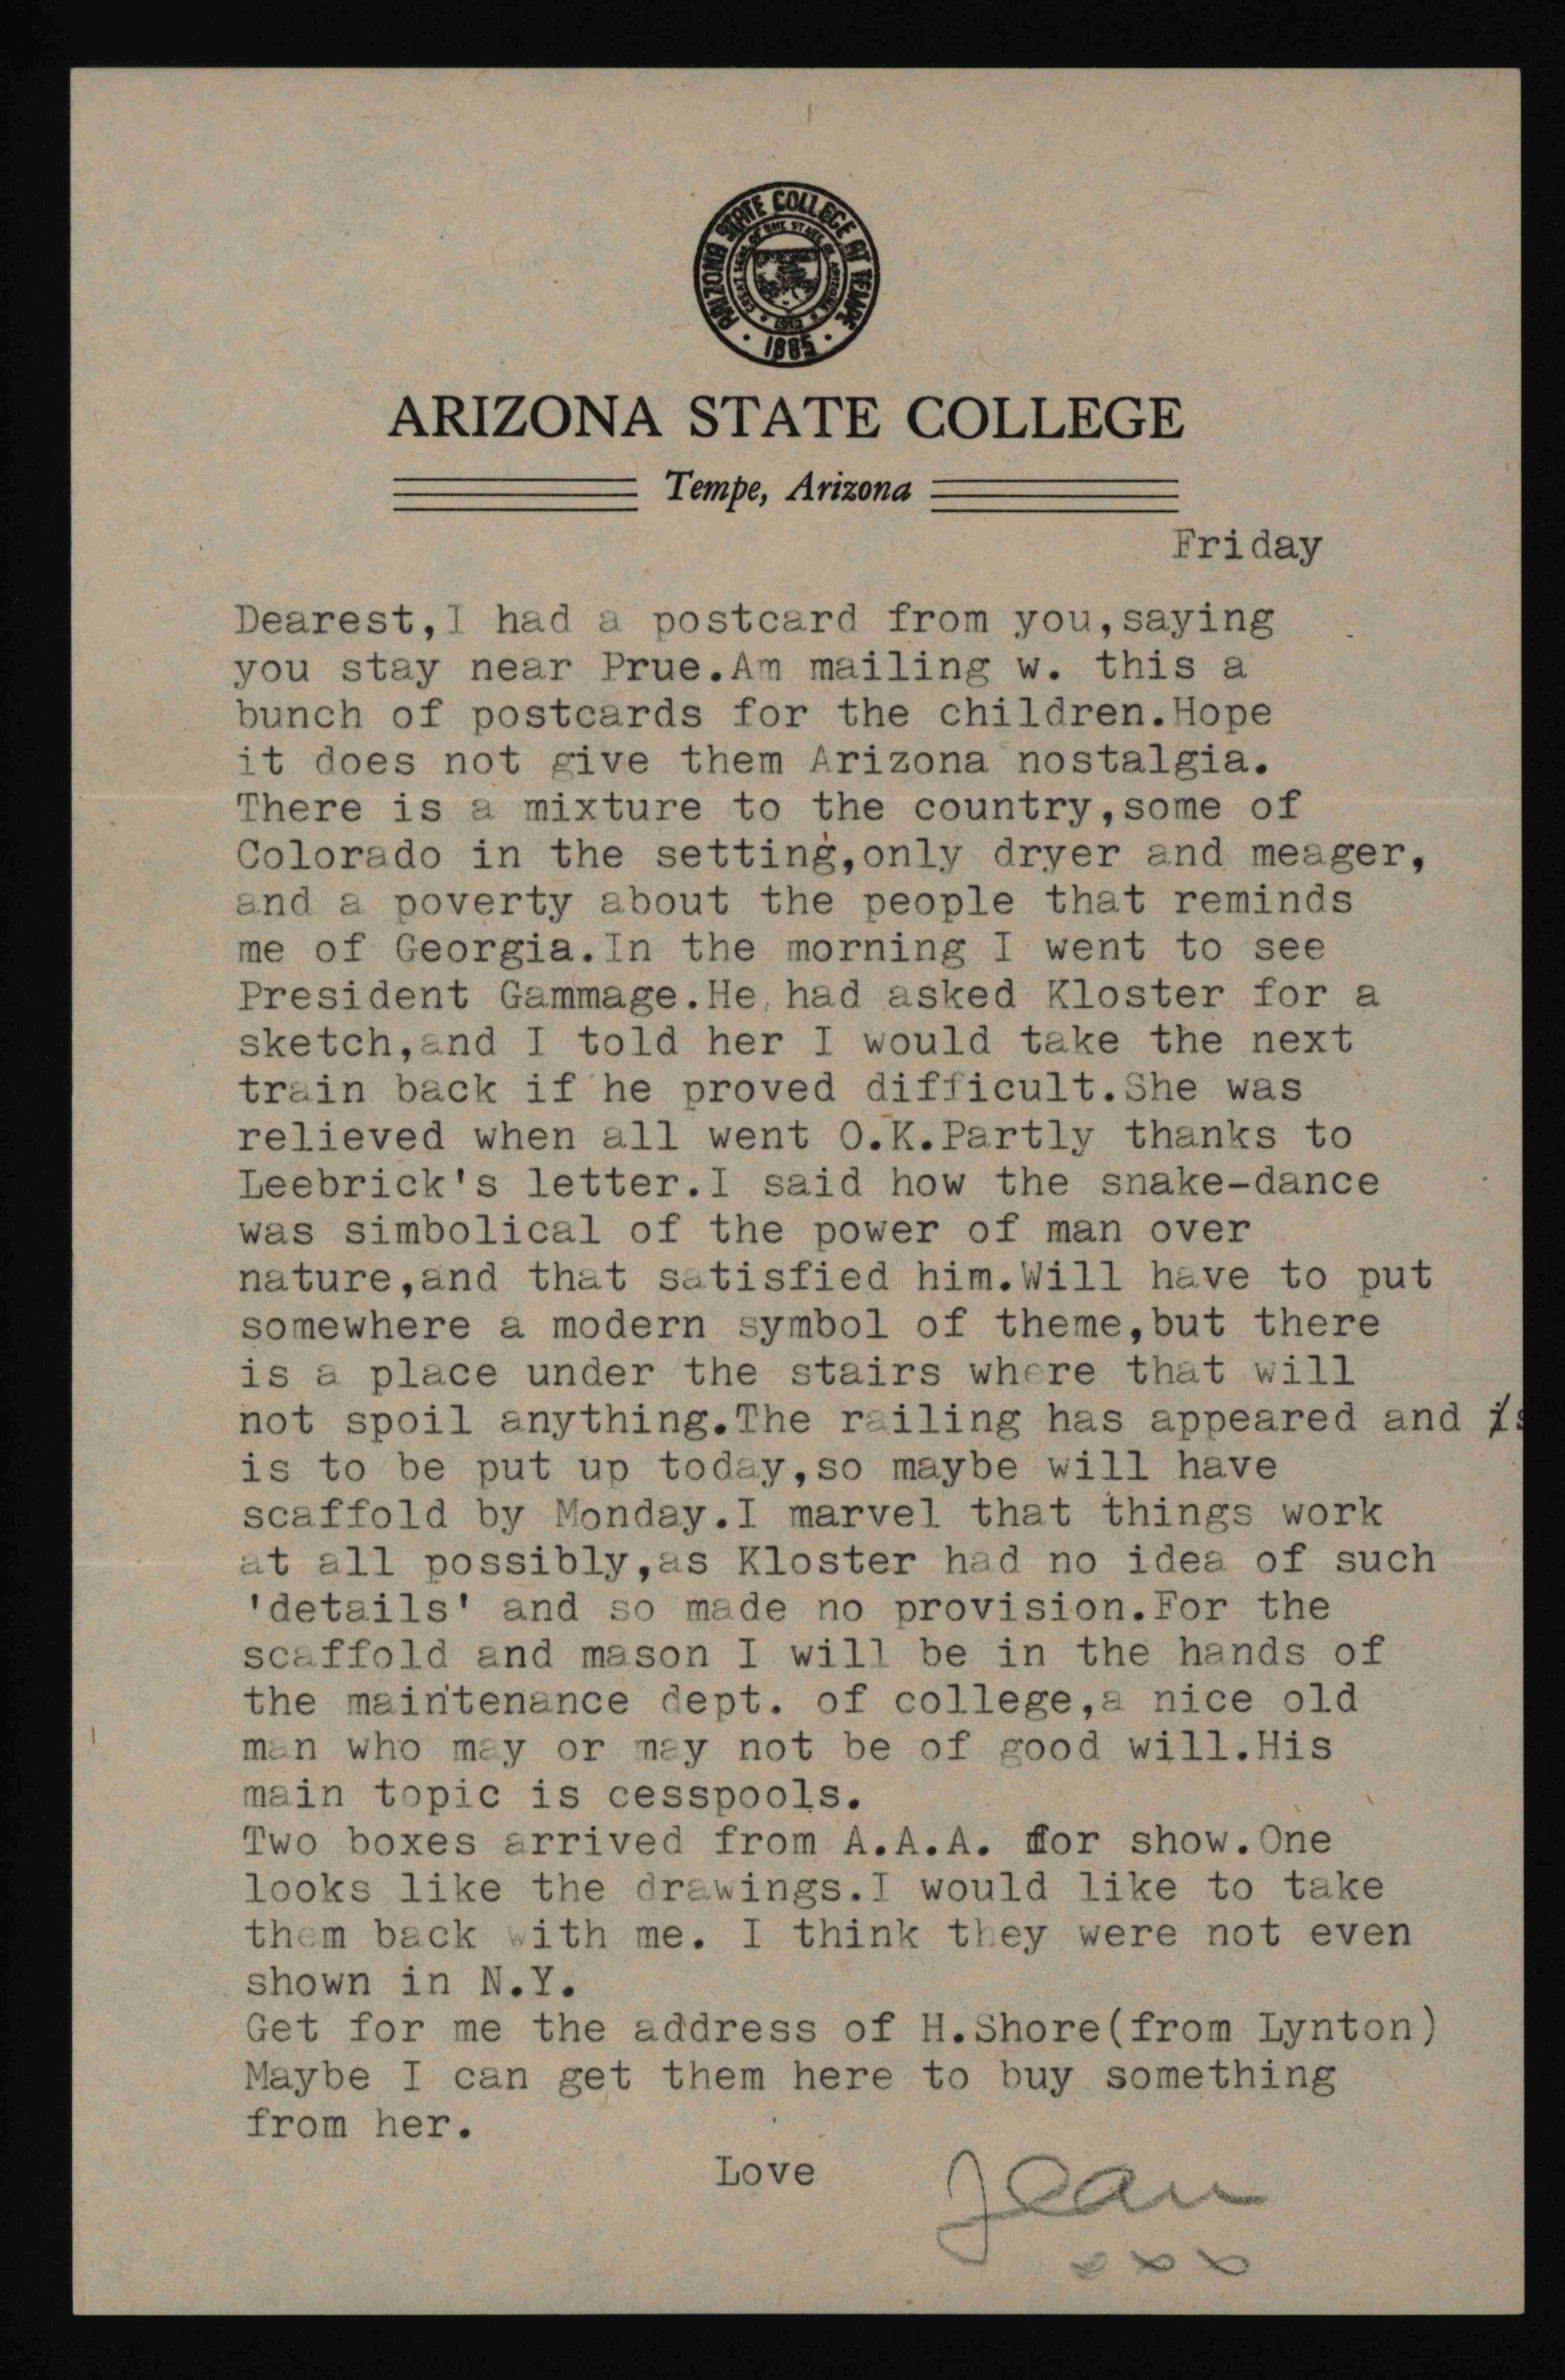 ARIZONA STATE COLLEGE AT TEMPE
1885
ARIZONA STATE COLLEGE
Tempe, Arizona
Friday
Dearest,I had a postcard from you,saying
you stay near Prue.Am mailing w. this a
bunch of postcards for the children.Hope
it does not give them Arizona nostalgia.
There is a mixture to the country,some of
Colorado in the setting,only dryer and meager,
and a poverty about the people that reminds
me of Georgia.In the morning I went to see
President Gammage.He had asked Kloster for a
sketch,and I told her I would take the next
train back if he proved difficult.She was
relieved when all went O.K.Partly thanks to
Leebrick's letter.I said how the snake-dance
was simbolical of the power of man over
nature,and that satisfied him.Will have to put
somewhere a modern symbol of theme,but there
is a place under the stairs where that will
not spoil anything.The railing has appeared and is
is to be put up today,so maybe will have
scaffold by Monday.I marvel that things work
at all possibly,as Kloster had no idea of such
'details' and so made no provision.For the
scaffold and mason I will be in the hands of
the maintenance dept. of college,a nice old
man who may or may not be of good will.His
main topic is cesspools.
Two boxes arrived from A.A.A. for show.One
looks like the drawings.I would like to take
them back with me. I think they were not even
shown in N.Y.
Get for me the address of H.Shore(from Lynton)
Maybe I can get them here to buy something
from her.
Love Jean
xxx